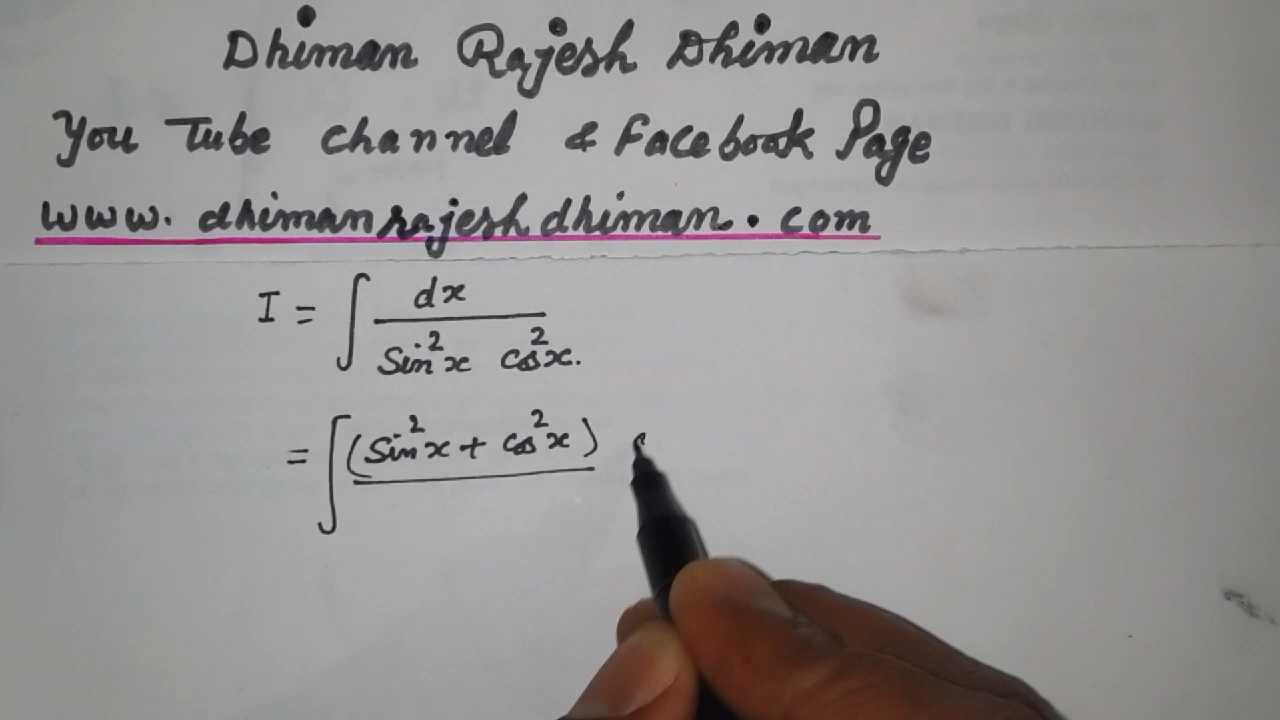 Dhiman Rajesh Dhiman
You Tube channel & Facebook Page
www.dhimanrajeshdhiman.com
I = ∫ dx / Sin²x cos²x.
= ∫ (Sin²x + cos²x)